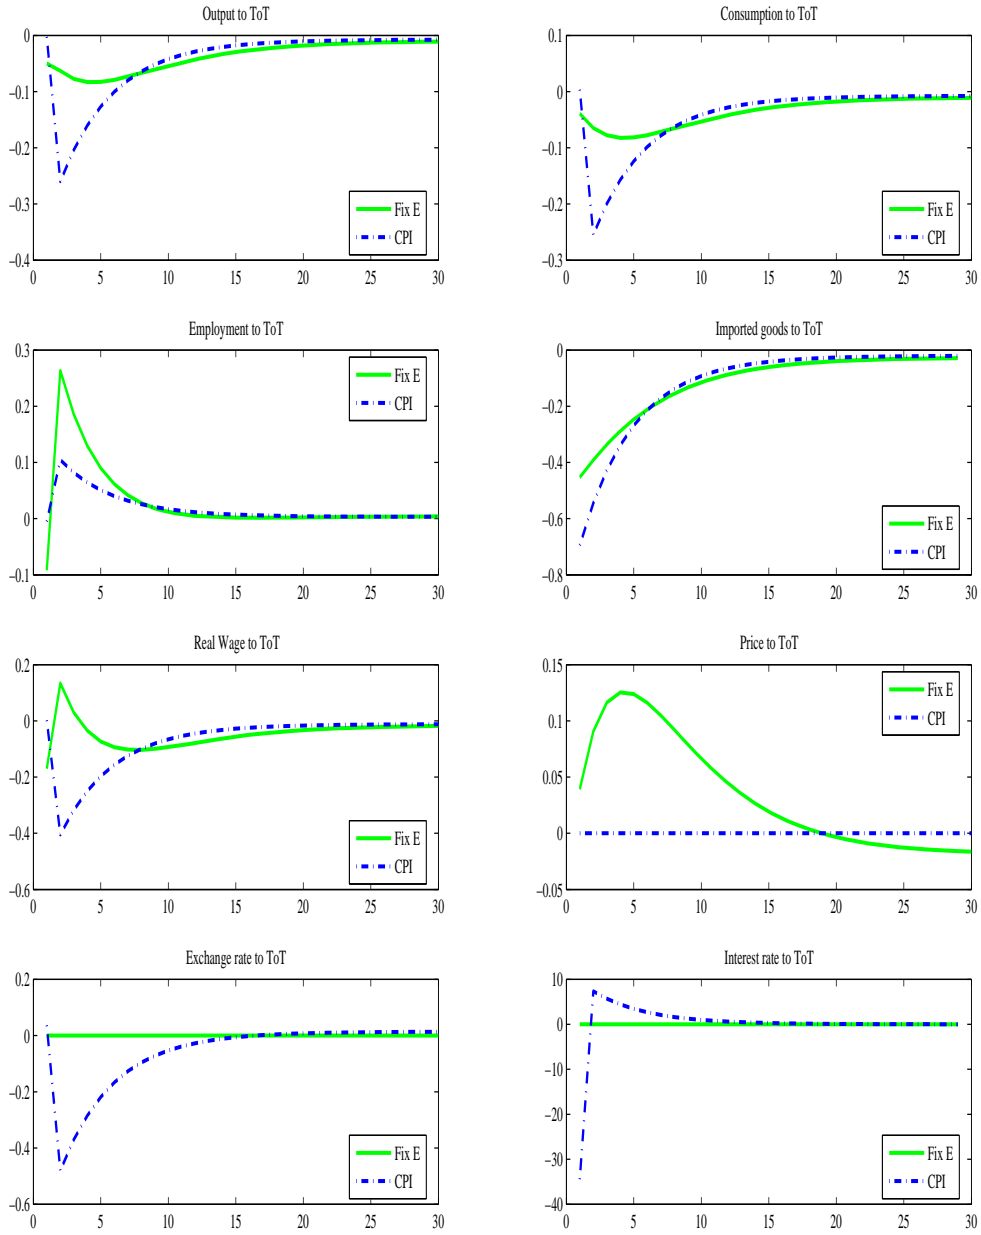 Output to ToT
0
−0.1
−0.2
−0.3
−0.4
0 5 10 15 20 25 30
Fix E
CPI
Consumption to ToT
0.1
0
−0.1
−0.2
−0.3
0 5 10 15 20 25 30
Fix E
CPI
Employment to ToT
0.3
0.2
0.1
0
−0.1
0 5 10 15 20 25 30
Fix E
CPI
Imported goods to ToT
0
−0.2
−0.4
−0.6
−0.8
0 5 10 15 20 25 30
Fix E
CPI
Real Wage to ToT
0.2
0
−0.2
−0.4
−0.6
0 5 10 15 20 25 30
Fix E
CPI
Price to ToT
0.15
0.1
0.05
0
−0.05
0 5 10 15 20 25 30
Fix E
CPI
Exchange rate to ToT
0.2
0
−0.2
−0.4
−0.6
0 5 10 15 20 25 30
Fix E
CPI
Interest rate to ToT
10
0
−10
−20
−30
−40
0 5 10 15 20 25 30
Fix E
CPI